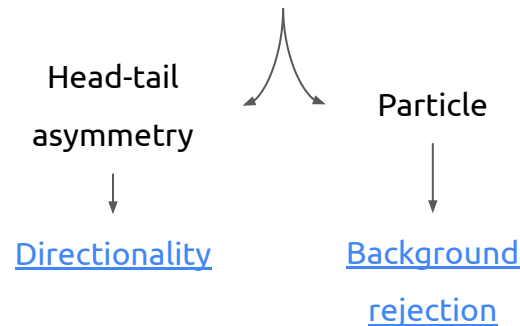 Head-tail
asymmetry
Particle
Directionality
Background
rejection